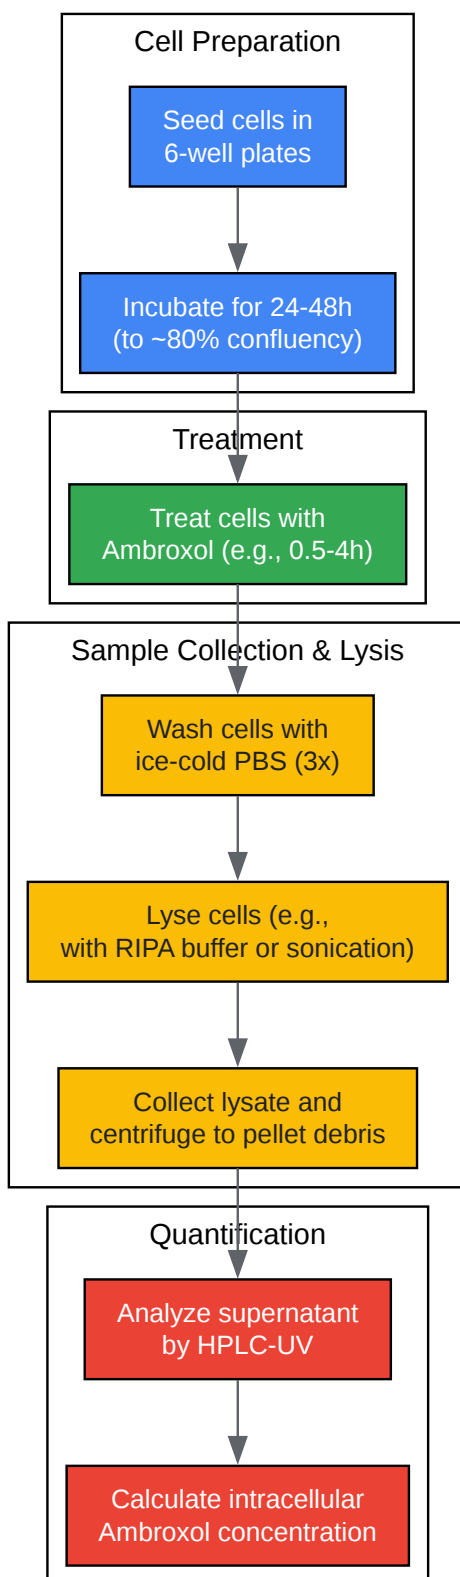 Cell Preparation
Seed cells in
6-well plates
Incubate for 24-48h
(to ~80% confluency)
Treatment
Treat cells with
Ambroxol (e.g., 0.5-4h)
Sample Collection & Lysis
Wash cells with
ice-cold PBS (3x)
Lyse cells (e.g.,
with RIPA buffer or sonication)
Collect lysate and
centrifuge to pellet debris
Quantification
Analyze supernatant
by HPLC-UV
Calculate intracellular
Ambroxol concentration